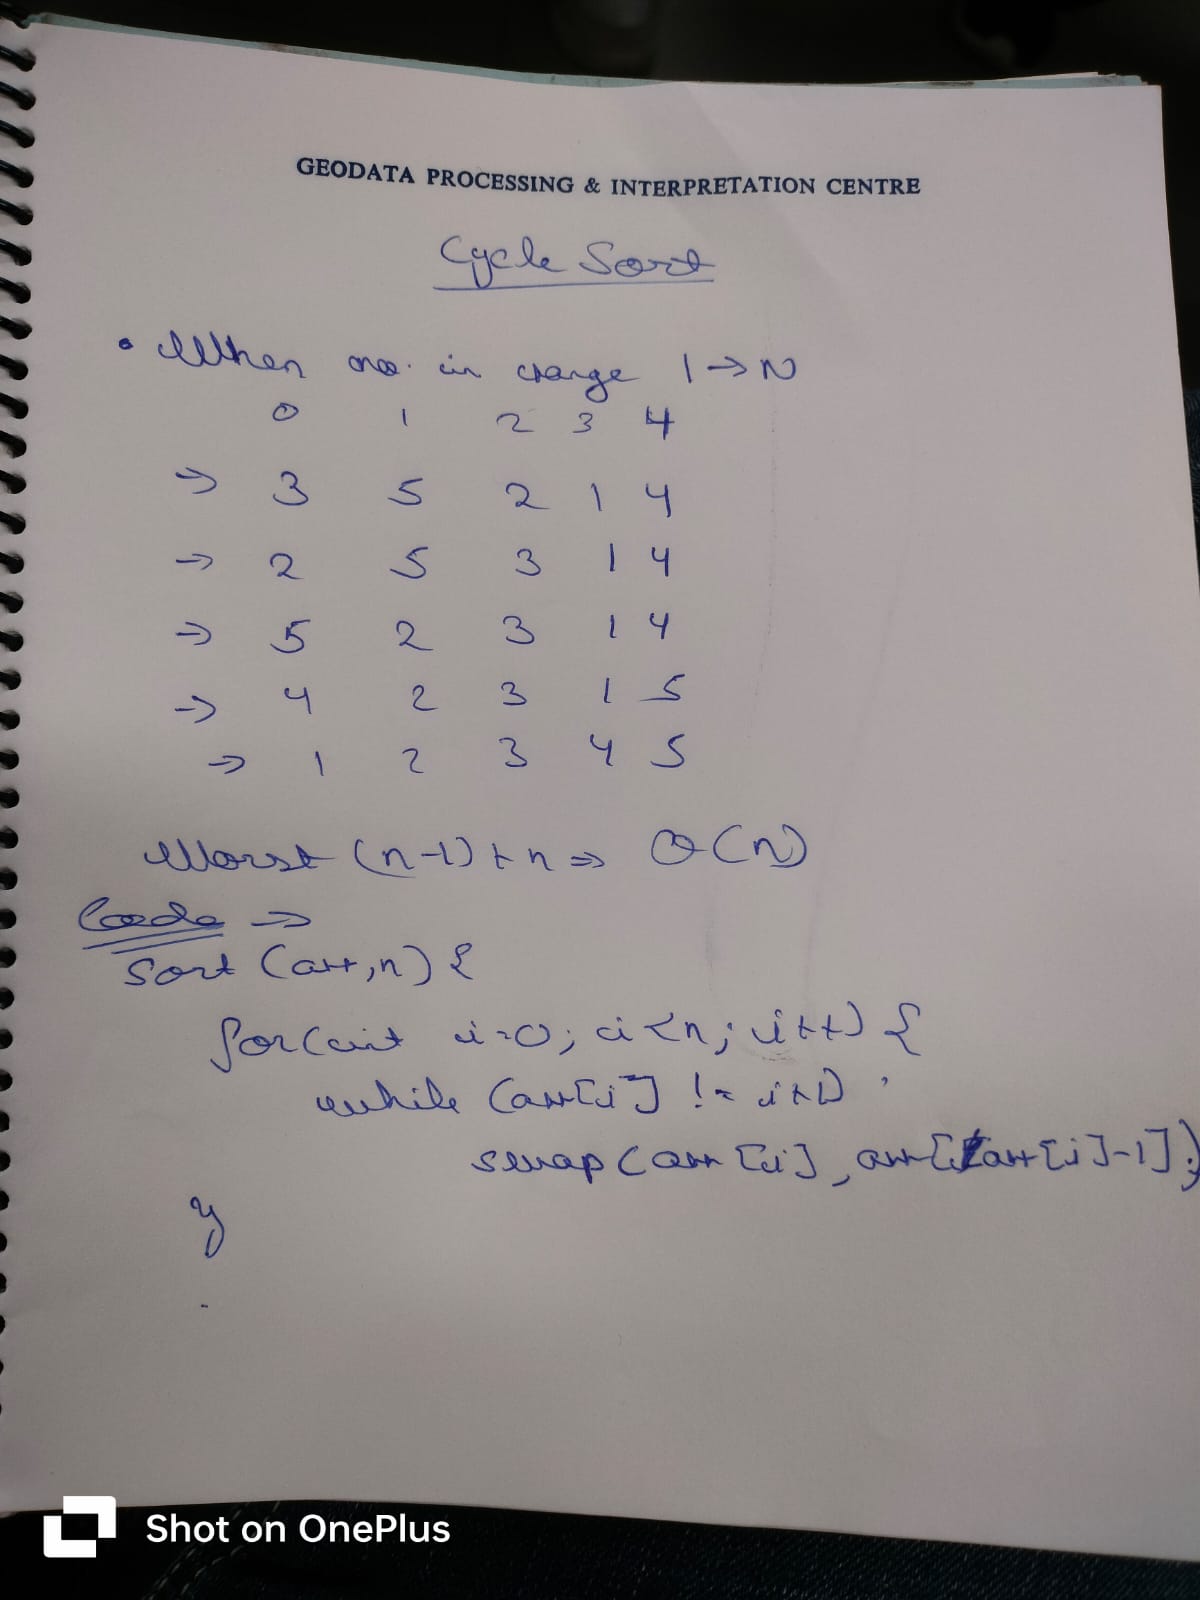 GEODATA PROCESSING & INTERPRETATION CENTRE
Cycle Sort
• When no. in range 1 → N
0 1 2 3 4
→ 3 5 2 1 4
→ 2 5 3 1 4
→ 5 2 3 1 4
→ 4 2 3 1 5
→ 1 2 3 4 5
Worst (n-1) + n ⇒ O(n)
Code →
Sort (arr, n) {
for (int i=0; i<n; i++) {
while (arr[i] != i+1)
swap (arr[i], arr[arr[i]-1]);
}
Shot on OnePlus